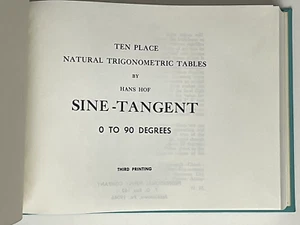 TEN PLACE
NATURAL TRIGONOMETRIC TABLES
BY
HANS HOF
SINE-TANGENT
0 TO 90 DEGREES
THIRD PRINTING